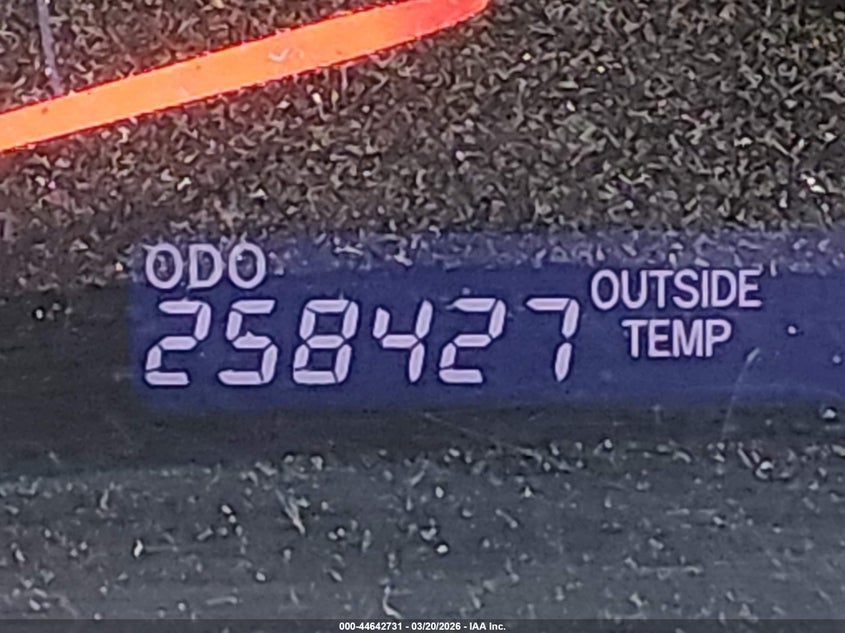 ODO
258427
OUTSIDE
TEMP
000-44642731 - 03/20/2026 - IAA Inc.